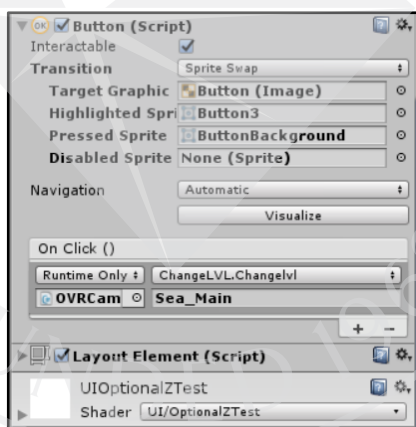 Button (Script)
Interactable
Transition Sprite Swap
Target Graphic Button (Image)
Highlighted Spri Button3
Pressed Sprite ButtonBackground
Disabled Sprite None (Sprite)
Navigation Automatic
Visualize
On Click ()
Runtime Only ChangeLVL.Changelvl
OVRCam Sea_Main
+ −
Layout Element (Script)
UIOptionalZTest
Shader UI/OptionalZTest